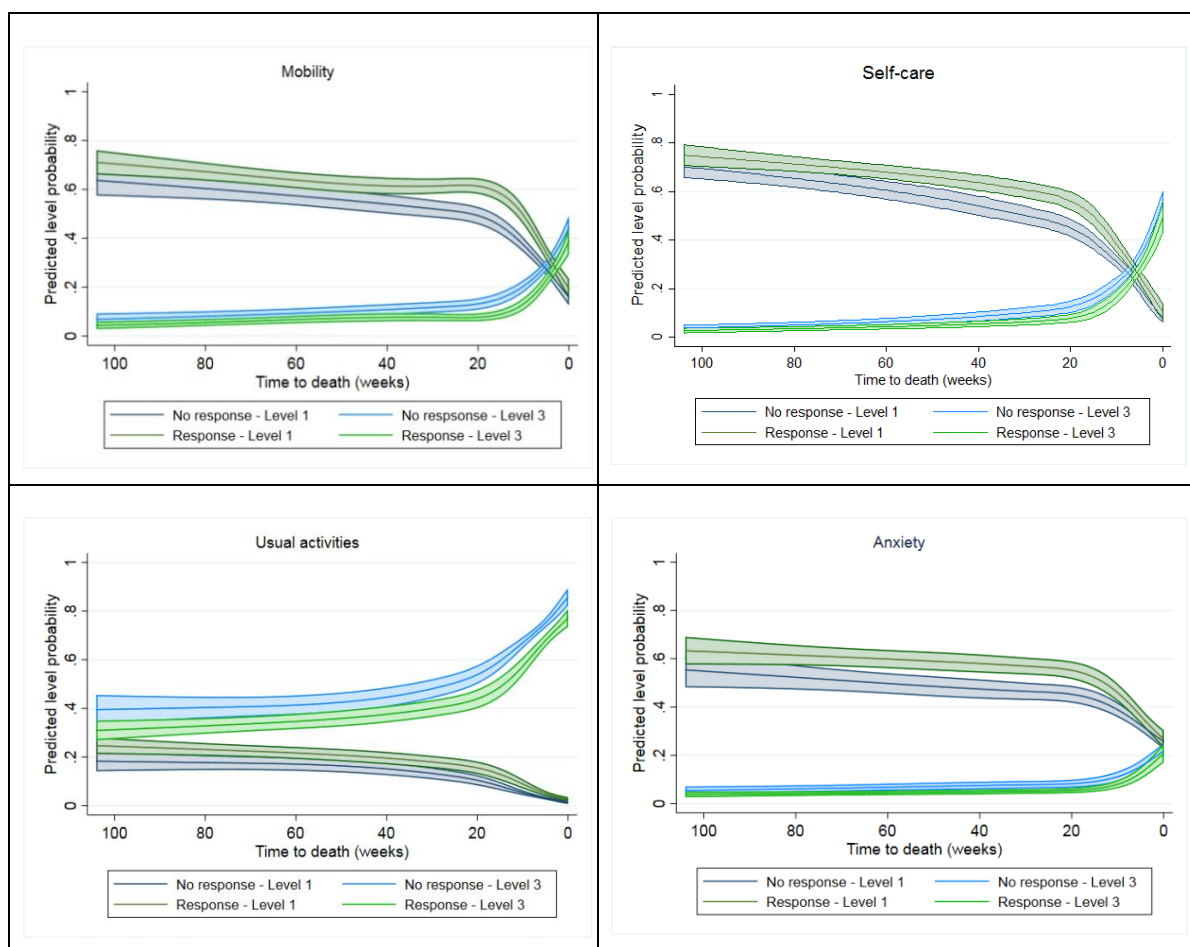 Mobility
Predicted level probability
1
.8
.6
.4
.2
0
100 80 60 40 20 0
Time to death (weeks)
No response - Level 1 No respsonse - Level 3
Response - Level 1 Response - Level 3
Self-care
Predicted level probability
1
.8
.6
.4
.2
0
100 80 60 40 20 0
Time to death (weeks)
No response - Level 1 No response - Level 3
Response - Level 1 Response - Level 3
Usual activities
Predicted level probability
1
.8
.6
.4
.2
0
100 80 60 40 20 0
Time to death (weeks)
No response - Level 1 No response - Level 3
Response - Level 1 Response - Level 3
Anxiety
Predicted level probability
1
.8
.6
.4
.2
0
100 80 60 40 20 0
Time to death (weeks)
No response - Level 1 No response - Level 3
Response - Level 1 Response - Level 3